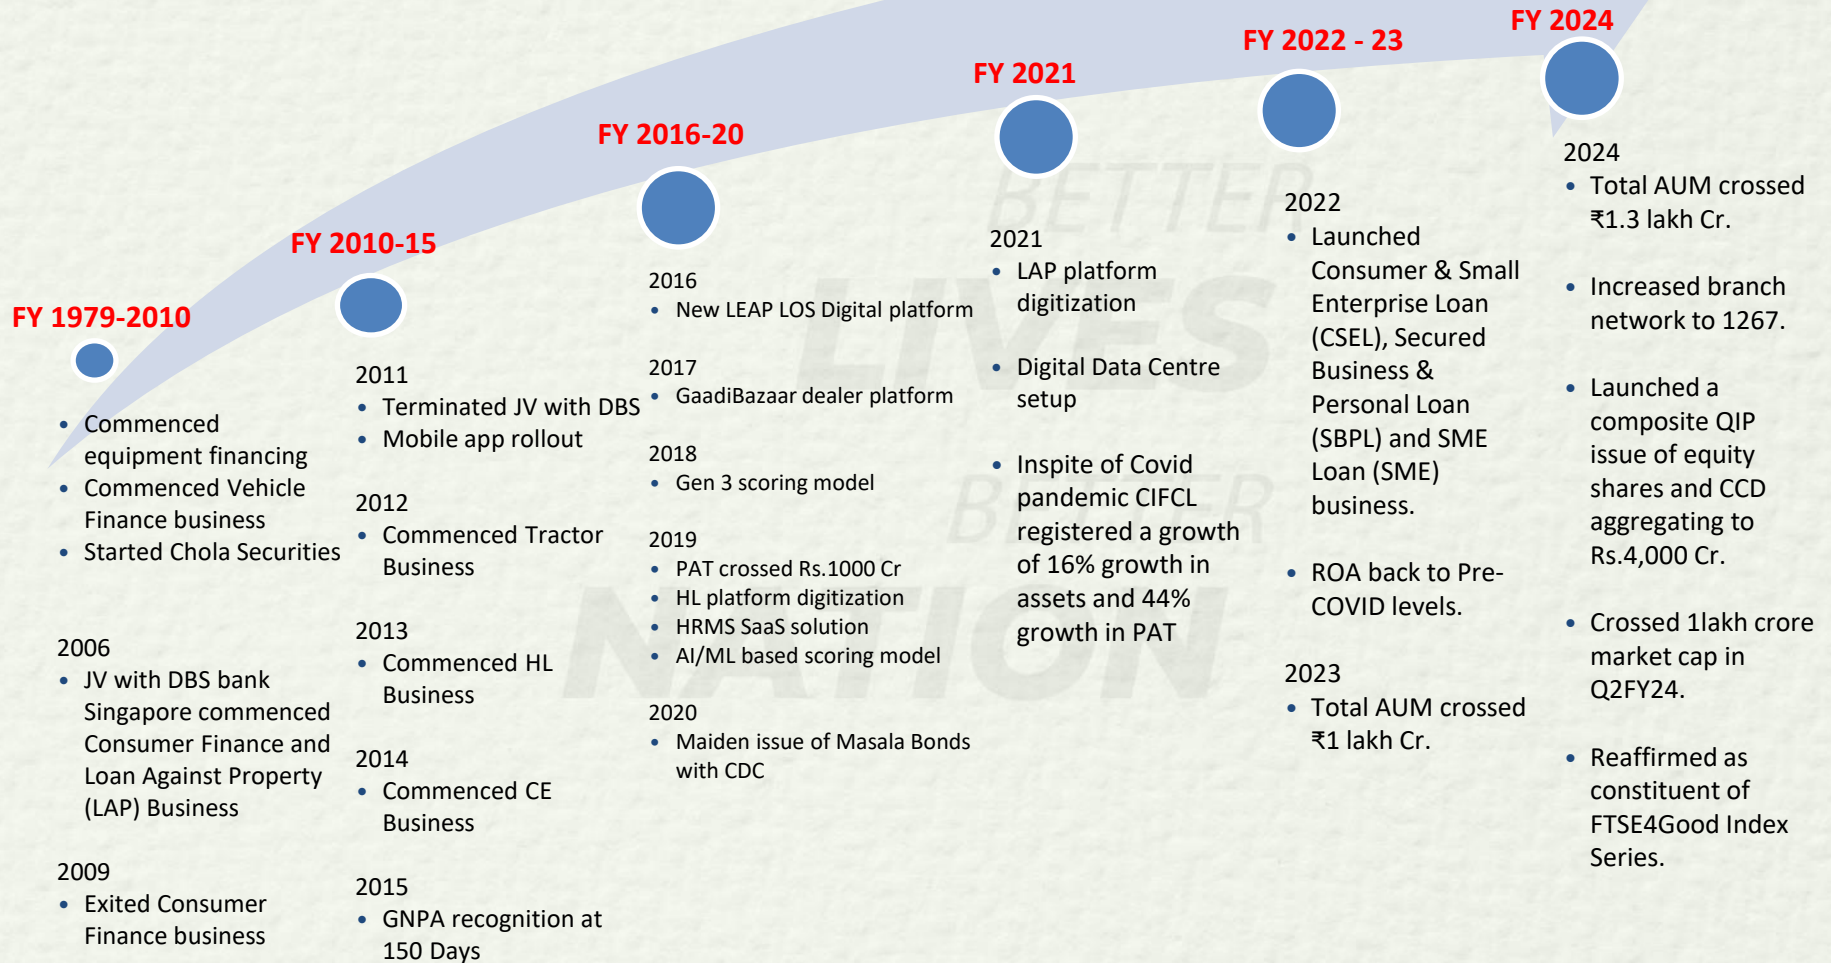 FY 1979-2010
• Commenced
equipment financing
• Commenced Vehicle
Finance business
• Started Chola Securities
2006
• JV with DBS bank
Singapore commenced
Consumer Finance and
Loan Against Property
(LAP) Business
2009
• Exited Consumer
Finance business
FY 2010-15
2011
• Terminated JV with DBS
• Mobile app rollout
2012
• Commenced Tractor
Business
2013
• Commenced HL
Business
2014
• Commenced CE
Business
2015
• GNPA recognition at
150 Days
FY 2016-20
2016
• New LEAP LOS Digital platform
2017
• GaadiBazaar dealer platform
2018
• Gen 3 scoring model
2019
• PAT crossed Rs.1000 Cr
• HL platform digitization
• HRMS SaaS solution
• AI/ML based scoring model
2020
• Maiden issue of Masala Bonds
with CDC
FY 2021
2021
• LAP platform
digitization
• Digital Data Centre
setup
• Inspite of Covid
pandemic CIFCL
registered a growth
of 16% growth in
assets and 44%
growth in PAT
FY 2022 - 23
2022
• Launched
Consumer & Small
Enterprise Loan
(CSEL), Secured
Business &
Personal Loan
(SBPL) and SME
Loan (SME)
business.
• ROA back to Pre-
COVID levels.
2023
• Total AUM crossed
₹1 lakh Cr.
FY 2024
2024
• Total AUM crossed
₹1.3 lakh Cr.
• Increased branch
network to 1267.
• Launched a
composite QIP
issue of equity
shares and CCD
aggregating to
Rs.4,000 Cr.
• Crossed 1lakh crore
market cap in
Q2FY24.
• Reaffirmed as
constituent of
FTSE4Good Index
Series.
BETTER
LIVES
BETTER
NATION